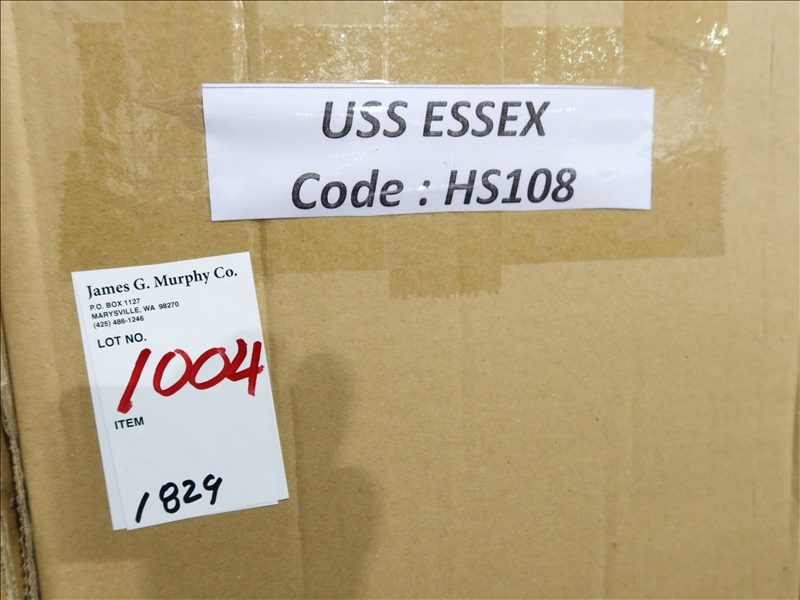 USS ESSEX
Code : HS108
James G. Murphy Co.
P.O. BOX 1127
MARYSVILLE, WA 98270
(425) 486-1246
LOT NO.
1004
ITEM
1829